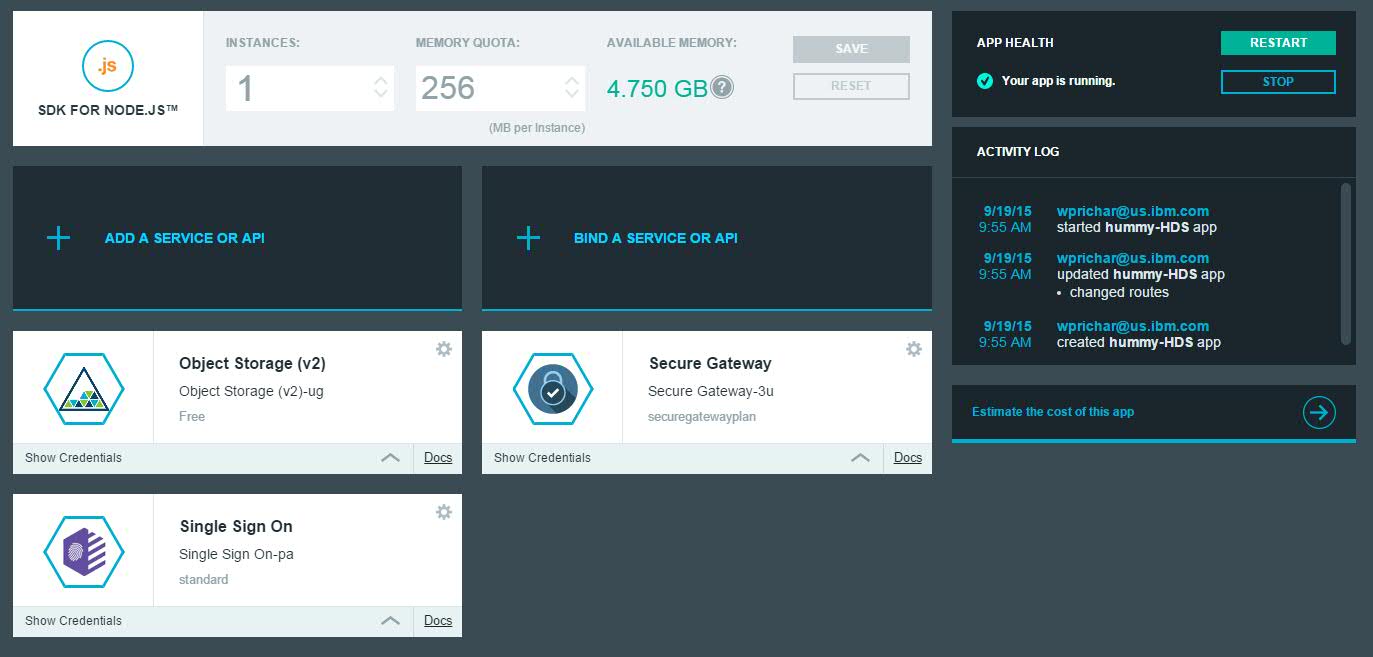 .js
SDK FOR NODE.JS™
INSTANCES:
1
MEMORY QUOTA:
256
(MB per Instance)
AVAILABLE MEMORY:
4.750 GB ?
SAVE
RESET
ADD A SERVICE OR API
BIND A SERVICE OR API
Object Storage (v2)
Object Storage (v2)-ug
Free
Show Credentials
Docs
Secure Gateway
Secure Gateway-3u
securegatewayplan
Show Credentials
Docs
Single Sign On
Single Sign On-pa
standard
Show Credentials
Docs
APP HEALTH
RESTART
Your app is running.
STOP
ACTIVITY LOG
9/19/15 wprichar@us.ibm.com
9:55 AM started hummy-HDS app
9/19/15 wprichar@us.ibm.com
9:55 AM updated hummy-HDS app
• changed routes
9/19/15 wprichar@us.ibm.com
9:55 AM created hummy-HDS app
Estimate the cost of this app